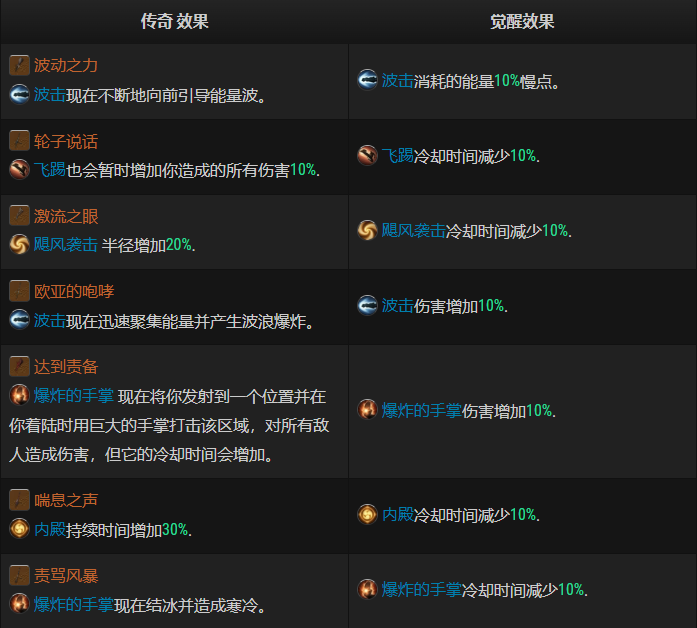 传奇 效果
觉醒效果
波动之力
波击现在不断地向前引导能量波。
波击消耗的能量10%慢点。
轮子说话
飞踢也会暂时增加你造成的所有伤害10%.
飞踢冷却时间减少10%.
激流之眼
飓风袭击 半径增加20%.
飓风袭击冷却时间减少10%.
欧亚的咆哮
波击现在迅速聚集能量并产生波浪爆炸。
波击伤害增加10%.
达到责备
爆炸的手掌 现在将你发射到一个位置并在
你着陆时用巨大的手掌打击该区域，对所有敌
人造成伤害，但它的冷却时间会增加。
爆炸的手掌伤害增加10%.
喘息之声
内殿持续时间增加30%.
内殿冷却时间减少10%.
责骂风暴
爆炸的手掌现在结冰并造成寒冷。
爆炸的手掌冷却时间减少10%.